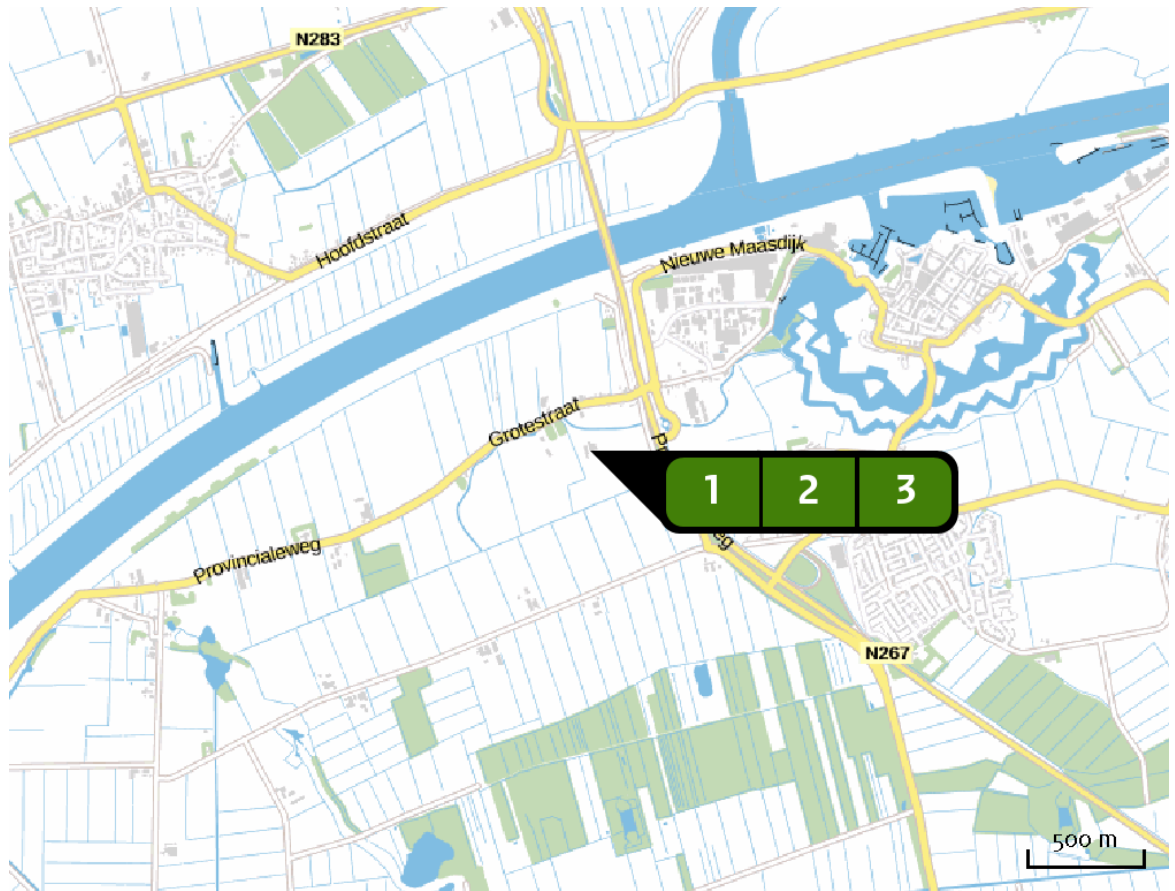 N283
Hoofdstraat
Nieuwe Maasdijk
Grotestraat
1 2 3
Provincialeweg
N267
500 m